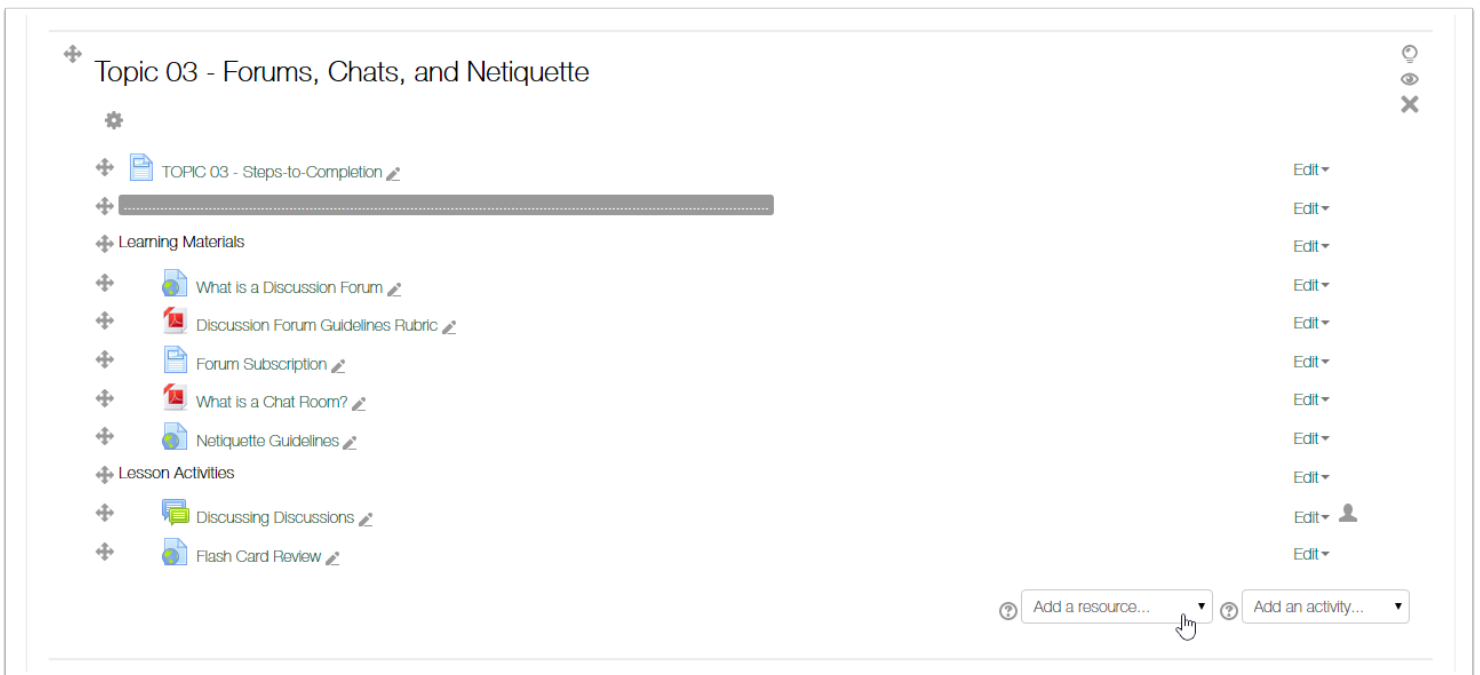 Topic 03 - Forums, Chats, and Netiquette
TOPIC 03 - Steps-to-Completion Edit
Edit
Learning Materials Edit
What is a Discussion Forum Edit
Discussion Forum Guidelines Rubric Edit
Forum Subscription Edit
What is a Chat Room? Edit
Netiquette Guidelines Edit
Lesson Activities Edit
Discussing Discussions Edit
Flash Card Review Edit
? Add a resource... ? Add an activity...